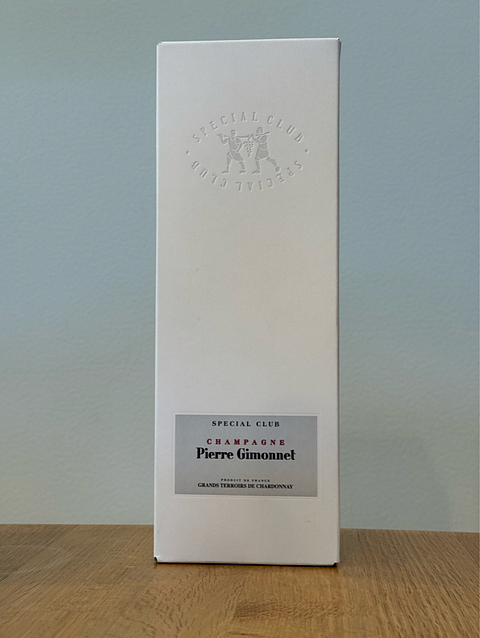 SPECIAL CLUB
SPECIAL CLUB
SPECIAL CLUB
CHAMPAGNE
Pierre Gimonnet
PRODUIT DE FRANCE
GRANDS TERROIRS DE CHARDONNAY